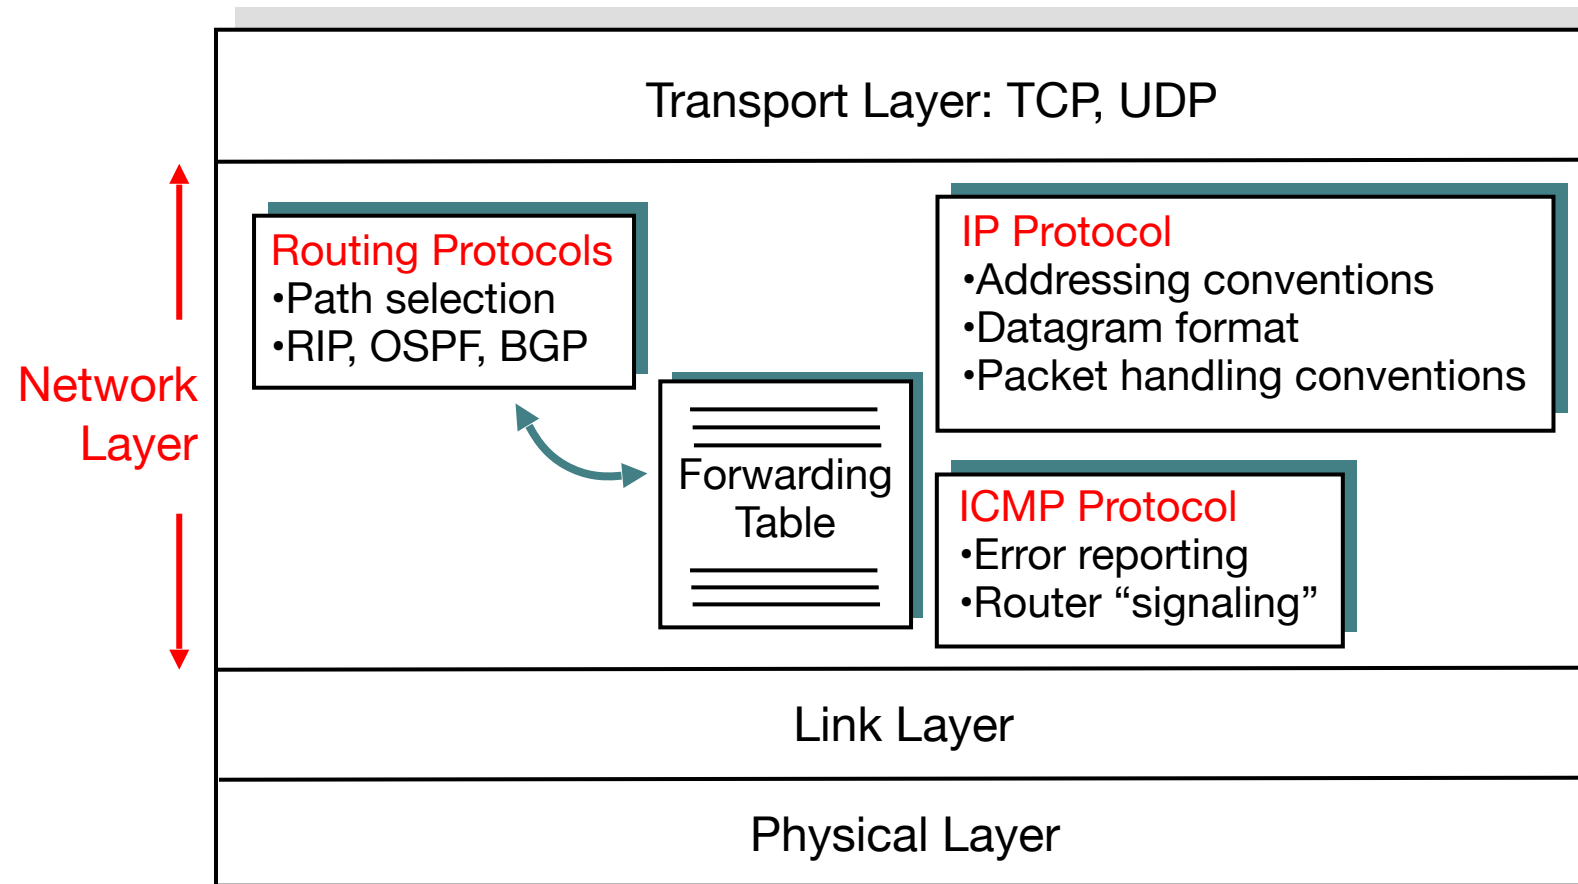 Transport Layer: TCP, UDP
Network
Layer
Routing Protocols
•Path selection
•RIP, OSPF, BGP
Forwarding
Table
IP Protocol
•Addressing conventions
•Datagram format
•Packet handling conventions
ICMP Protocol
•Error reporting
•Router “signaling”
Link Layer
Physical Layer